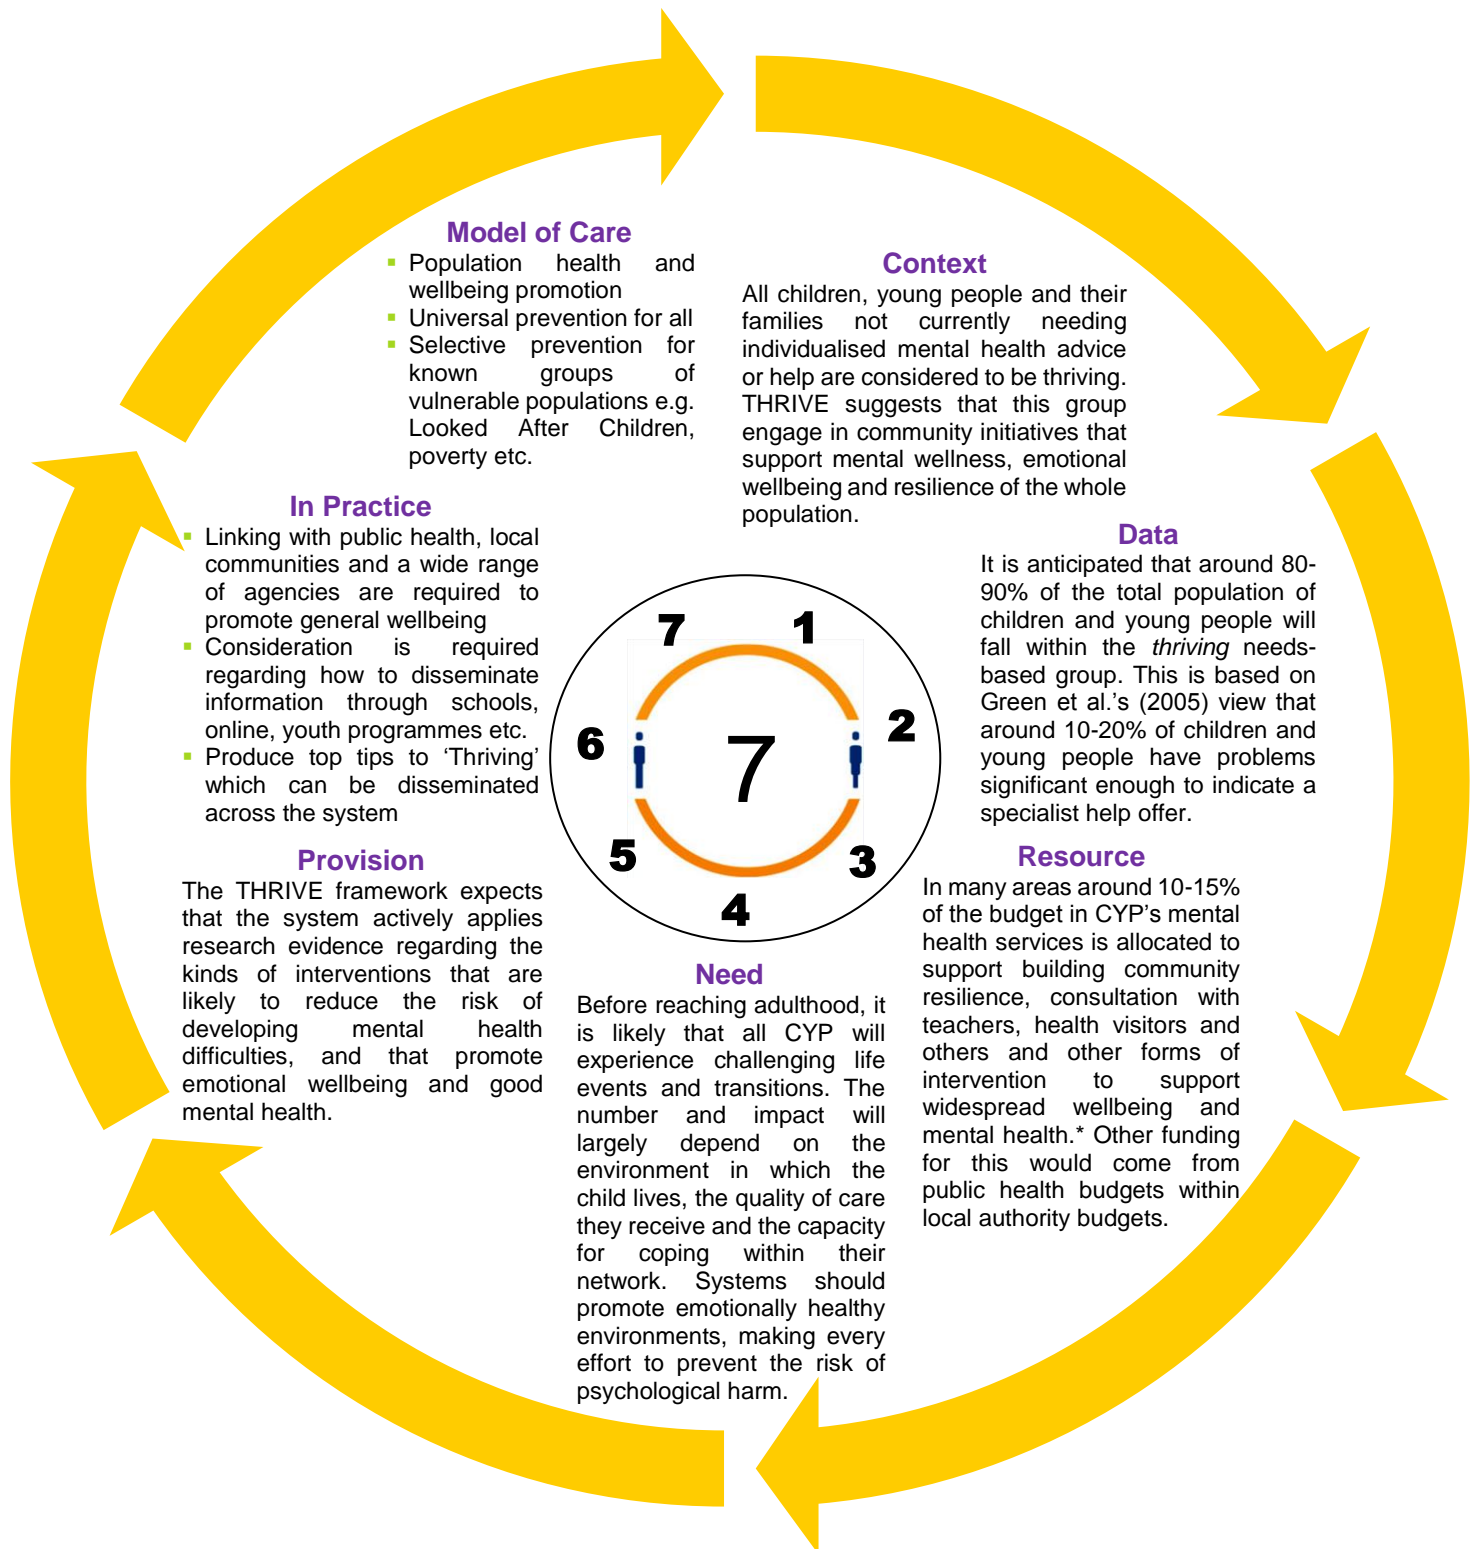 Model of Care
▪ Population health and
wellbeing promotion
▪ Universal prevention for all
▪ Selective prevention for
known groups of
vulnerable populations e.g.
Looked After Children,
poverty etc.
Context
All children, young people and their
families not currently needing
individualised mental health advice
or help are considered to be thriving.
THRIVE suggests that this group
engage in community initiatives that
support mental wellness, emotional
wellbeing and resilience of the whole
population.
Data
It is anticipated that around 80-
90% of the total population of
children and young people will
fall within the thriving needs-
based group. This is based on
Green et al.'s (2005) view that
around 10-20% of children and
young people have problems
significant enough to indicate a
specialist help offer.
Resource
In many areas around 10-15%
of the budget in CYP's mental
health services is allocated to
support building community
resilience, consultation with
teachers, health visitors and
others and other forms of
intervention to support
widespread wellbeing and
mental health.* Other funding
for this would come from
public health budgets within
local authority budgets.
Need
Before reaching adulthood, it
is likely that all CYP will
experience challenging life
events and transitions. The
number and impact will
largely depend on the
environment in which the
child lives, the quality of care
they receive and the capacity
for coping within their
network. Systems should
promote emotionally healthy
environments, making every
effort to prevent the risk of
psychological harm.
Provision
The THRIVE framework expects
that the system actively applies
research evidence regarding the
kinds of interventions that are
likely to reduce the risk of
developing mental health
difficulties, and that promote
emotional wellbeing and good
mental health.
In Practice
▪ Linking with public health, local
communities and a wide range
of agencies are required to
promote general wellbeing
▪ Consideration is required
regarding how to disseminate
information through schools,
online, youth programmes etc.
▪ Produce top tips to ‘Thriving’
which can be disseminated
across the system
1
2
3
4
5
6
7
7